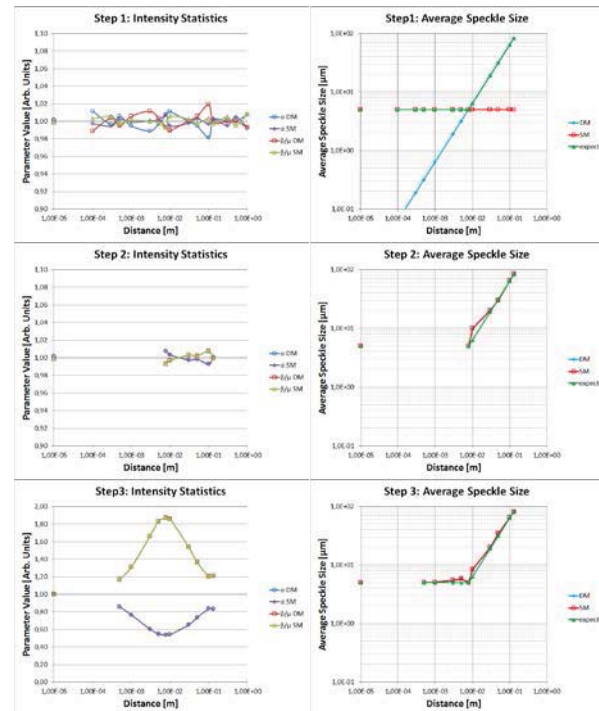 Step 1: Intensity Statistics
1,10
1,08
1,06
1,04
1,02
1,00
0,98
0,96
0,94
0,92
0,90
Parameter Value [Arb. Units]
1,00E-05 1,00E-04 1,00E-03 1,00E-02 1,00E-01 1,00E+00
Distance [m]
α DM
α SM
β/μ DM
β/μ SM
Step1: Average Speckle Size
1,0E+02
1,0E+01
1,0E+00
1,0E-01
Average Speckle Size [μm]
1,00E-05 1,00E-04 1,00E-03 1,00E-02 1,00E-01 1,00E+00
Distance [m]
DM
SM
expect
Step 2: Intensity Statistics
1,10
1,08
1,06
1,04
1,02
1,00
0,98
0,96
0,94
0,92
0,90
Parameter Value [Arb. Units]
1,00E-05 1,00E-04 1,00E-03 1,00E-02 1,00E-01 1,00E+00
Distance [m]
α DM
α SM
β/μ DM
β/μ SM
Step 2: Average Speckle Size
1,0E+02
1,0E+01
1,0E+00
1,0E-01
Average Speckle Size [μm]
1,00E-05 1,00E-04 1,00E-03 1,00E-02 1,00E-01 1,00E+00
Distance [m]
DM
SM
expect
Step3: Intensity Statistics
2,00
1,80
1,60
1,40
1,20
1,00
0,80
0,60
0,40
0,20
0,00
Parameter Value [Arb. Units]
1,00E-05 1,00E-04 1,00E-03 1,00E-02 1,00E-01 1,00E+00
Distance [m]
α DM
α SM
β/μ DM
β/μ SM
Step 3: Average Speckle Size
1,0E+02
1,0E+01
1,0E+00
1,0E-01
Average Speckle Size [μm]
1,00E-05 1,00E-04 1,00E-03 1,00E-02 1,00E-01 1,00E+00
Distance [m]
DM
SM
expect